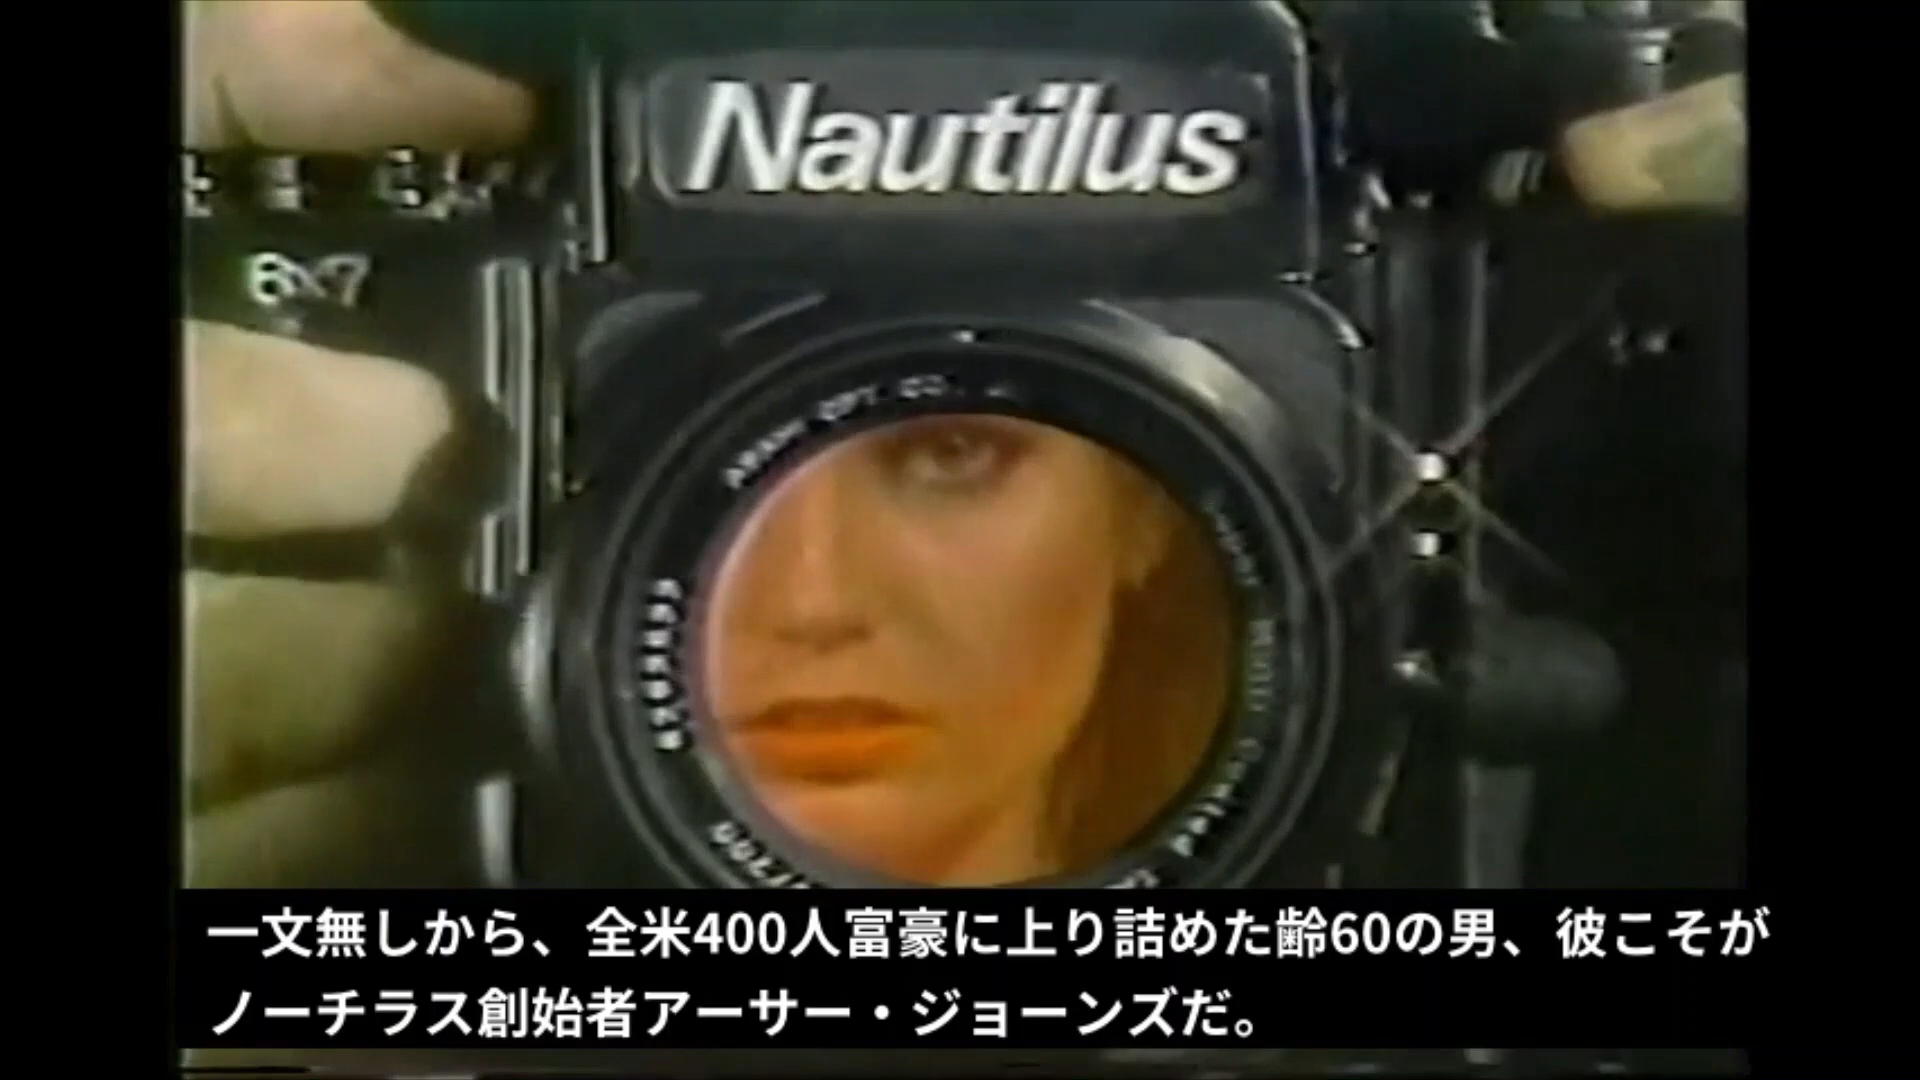 Nautilus
6x7
一文無しから、全米400人富豪に上り詰めた齢60の男、彼こそが
ノーチラス創始者アーサー・ジョーンズだ。